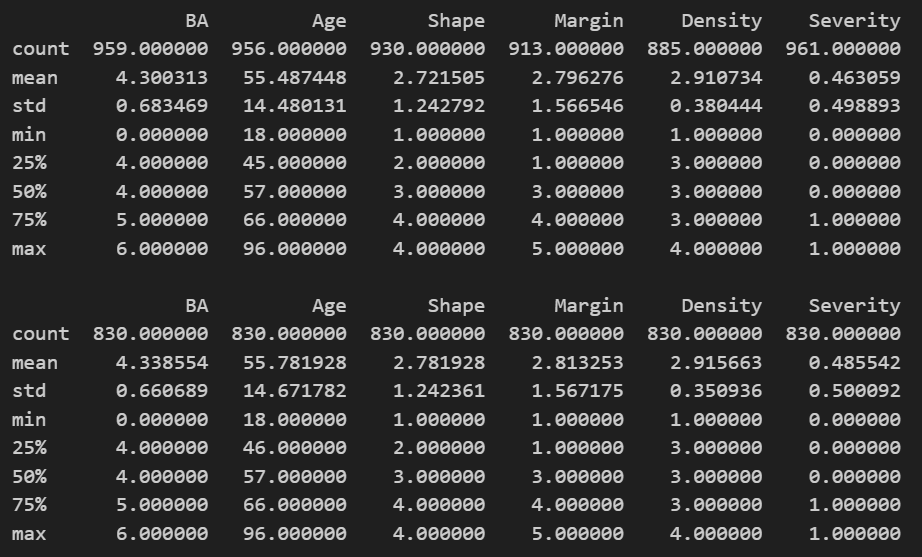 BA Age Shape Margin Density Severity
count 959.000000 956.000000 930.000000 913.000000 885.000000 961.000000
mean 4.300313 55.487448 2.721505 2.796276 2.910734 0.463059
std 0.683469 14.480131 1.242792 1.566546 0.380444 0.498893
min 0.000000 18.000000 1.000000 1.000000 1.000000 0.000000
25% 4.000000 45.000000 2.000000 1.000000 3.000000 0.000000
50% 4.000000 57.000000 3.000000 3.000000 3.000000 0.000000
75% 5.000000 66.000000 4.000000 4.000000 3.000000 1.000000
max 6.000000 96.000000 4.000000 5.000000 4.000000 1.000000
BA Age Shape Margin Density Severity
count 830.000000 830.000000 830.000000 830.000000 830.000000 830.000000
mean 4.338554 55.781928 2.781928 2.813253 2.915663 0.485542
std 0.660689 14.671782 1.242361 1.567175 0.350936 0.500092
min 0.000000 18.000000 1.000000 1.000000 1.000000 0.000000
25% 4.000000 46.000000 2.000000 1.000000 3.000000 0.000000
50% 4.000000 57.000000 3.000000 3.000000 3.000000 0.000000
75% 5.000000 66.000000 4.000000 4.000000 3.000000 1.000000
max 6.000000 96.000000 4.000000 5.000000 4.000000 1.000000